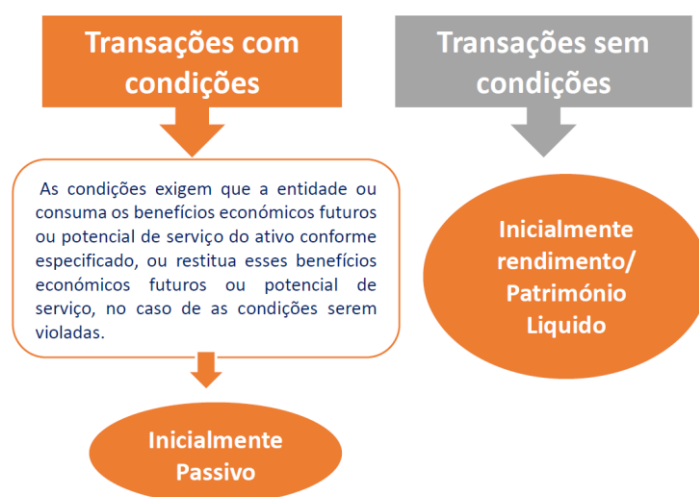 Transações com
condições
As condições exigem que a entidade ou
consuma os benefícios económicos futuros
ou potencial de serviço do ativo conforme
especificado, ou restitua esses benefícios
económicos futuros ou potencial de
serviço, no caso de as condições serem
violadas.
Inicialmente
Passivo
Transações sem
condições
Inicialmente
rendimento/
Património
Liquido